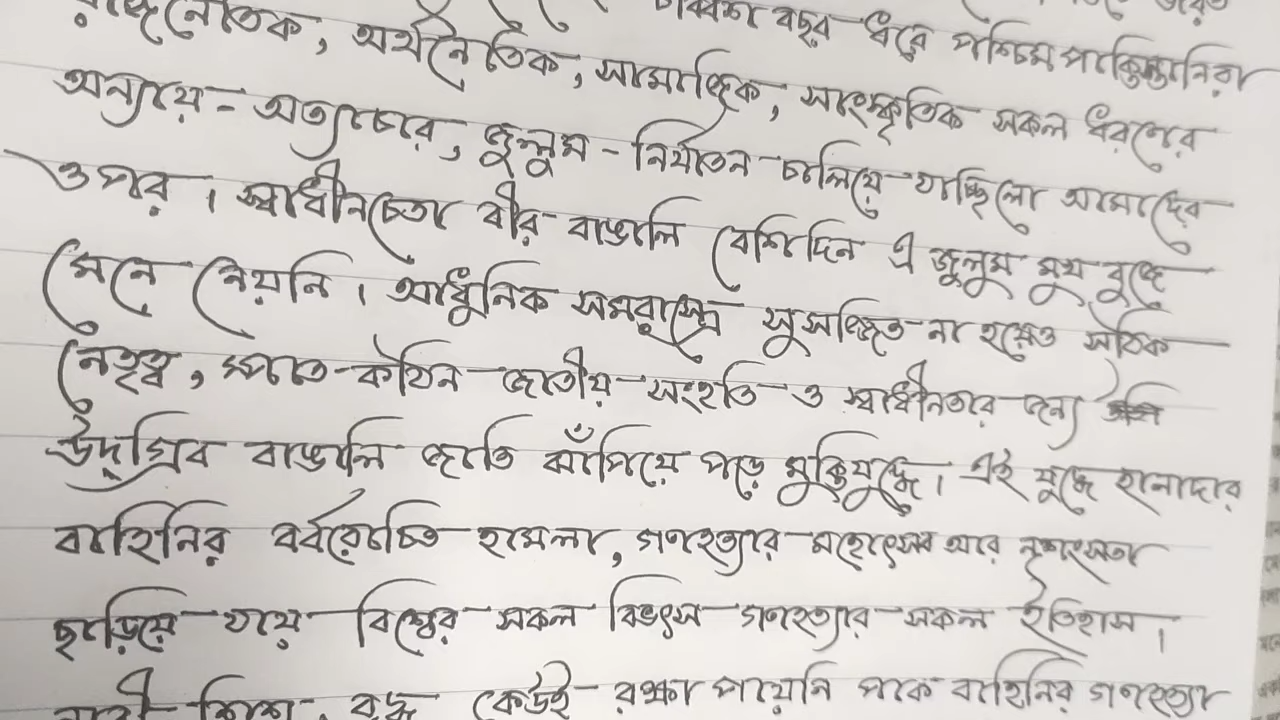 চব্বিশ বছর ধরে পশ্চিম পাকিস্তানিরা
রাজনৈতিক, অর্থনৈতিক, সামাজিক, সাংস্কৃতিক সকল ধরণের
অন্যায়-অত্যাচার, জুলুম-নির্যাতন চালিয়ে যাচ্ছিলো আমাদের
ওপর। স্বাধীনচেতা বীর বাঙালি বেশিদিন এ জুলুম মুখ বুজে
মেনে নেয়নি। আধুনিক সমরাস্ত্রে সুসজ্জিত না হয়েও সঠিক
নেতৃত্ব, ইস্পাত-কঠিন জাতীয় সংহতি ও স্বাধীনতার জন্য
উদ্‌গ্রিব বাঙালি জাতি ঝাঁপিয়ে পড়ে মুক্তিযুদ্ধে। এই যুদ্ধে হানাদার
বাহিনির বর্বরোচিত হামলা, গণহত্যার মহোৎসব আর নৃশংসতা
ছাড়িয়ে যায় বিশ্বের সকল বিভৎস গণহত্যার সকল ইতিহাস।
নারী শিশু, বৃদ্ধ কেউই রক্ষা পায়েনি পাক বাহিনির গণহত্যা